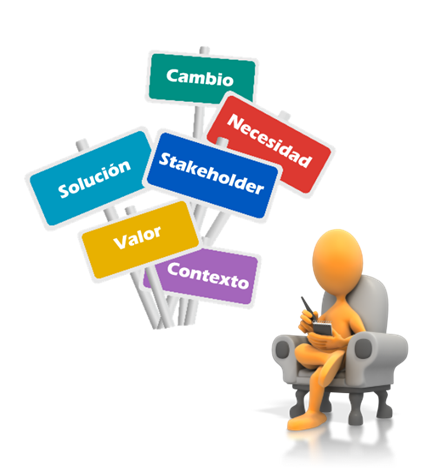 Cambio
Necesidad
Solución
Stakeholder
Valor
Contexto